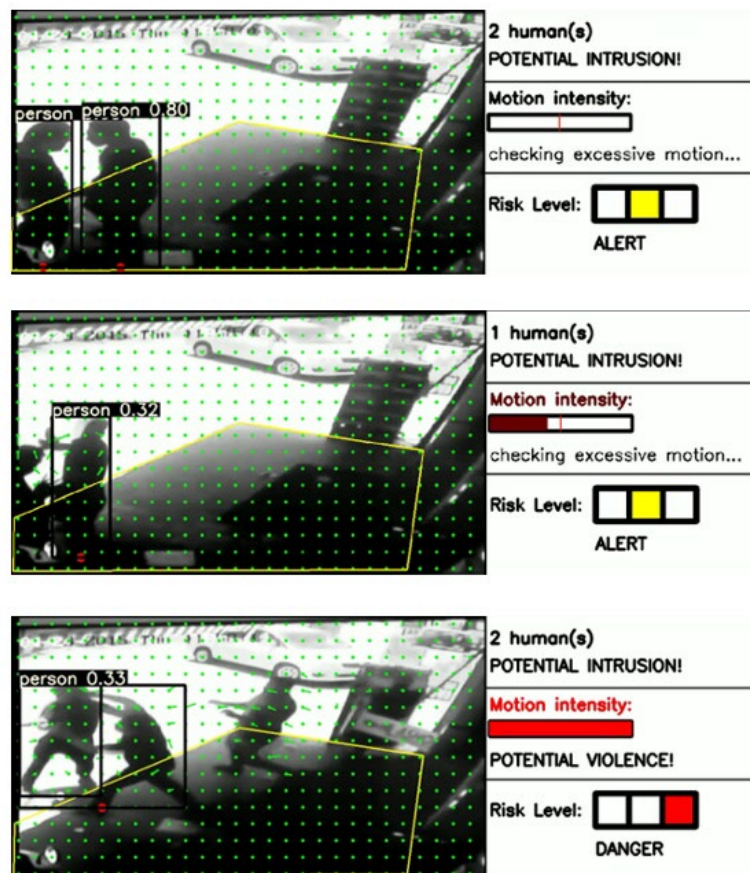 2 human(s)
POTENTIAL INTRUSION!
person
person 0.80
Motion intensity:
checking excessive motion...
Risk Level:
ALERT
1 human(s)
POTENTIAL INTRUSION!
person 0.32
Motion intensity:
checking excessive motion...
Risk Level:
ALERT
2 human(s)
POTENTIAL INTRUSION!
person 0.33
Motion intensity:
POTENTIAL VIOLENCE!
Risk Level:
DANGER